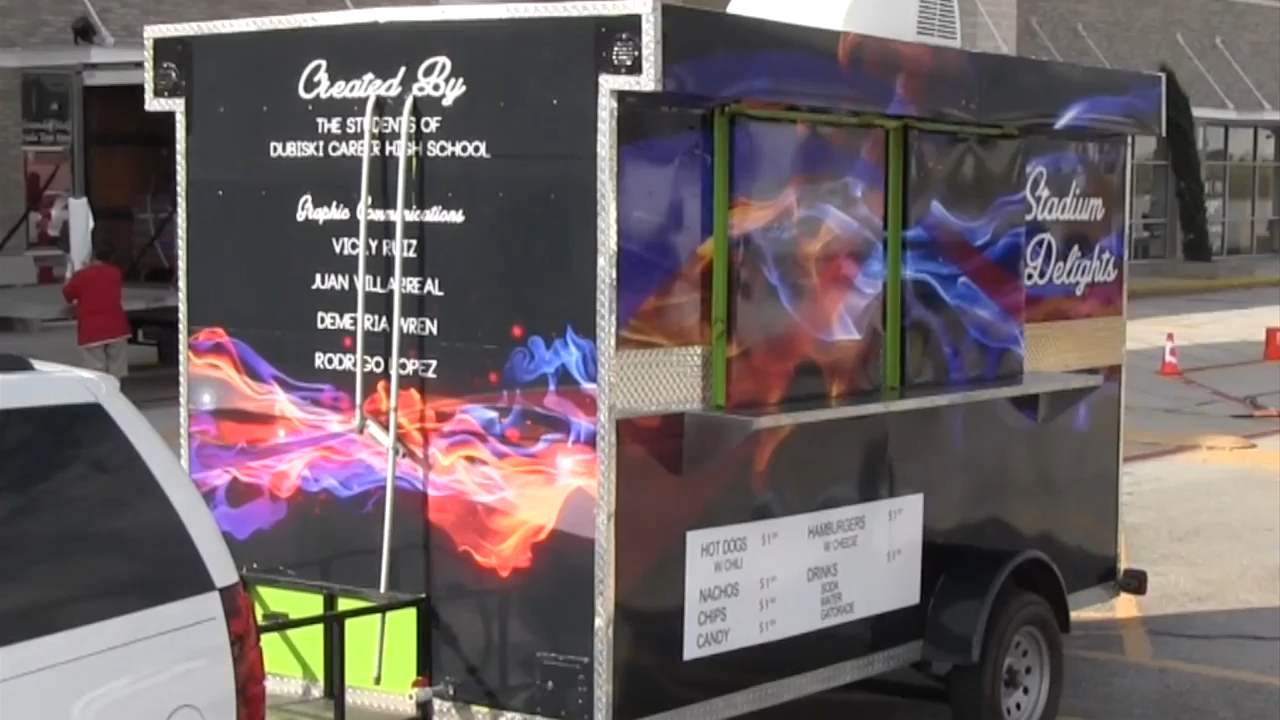 Created By
THE STUDENTS OF
DUBISKI CAREER HIGH SCHOOL
Graphic Communications
VICKY RUIZ
JUAN VILLARREAL
DEMETRIA WREN
RODRIGO LOPEZ
Stadium
Delights
HOT DOGS
W/ CHILI
NACHOS
CHIPS
CANDY
HAMBURGERS
W/ CHEESE
DRINKS
SODA
WATER
GATORADE